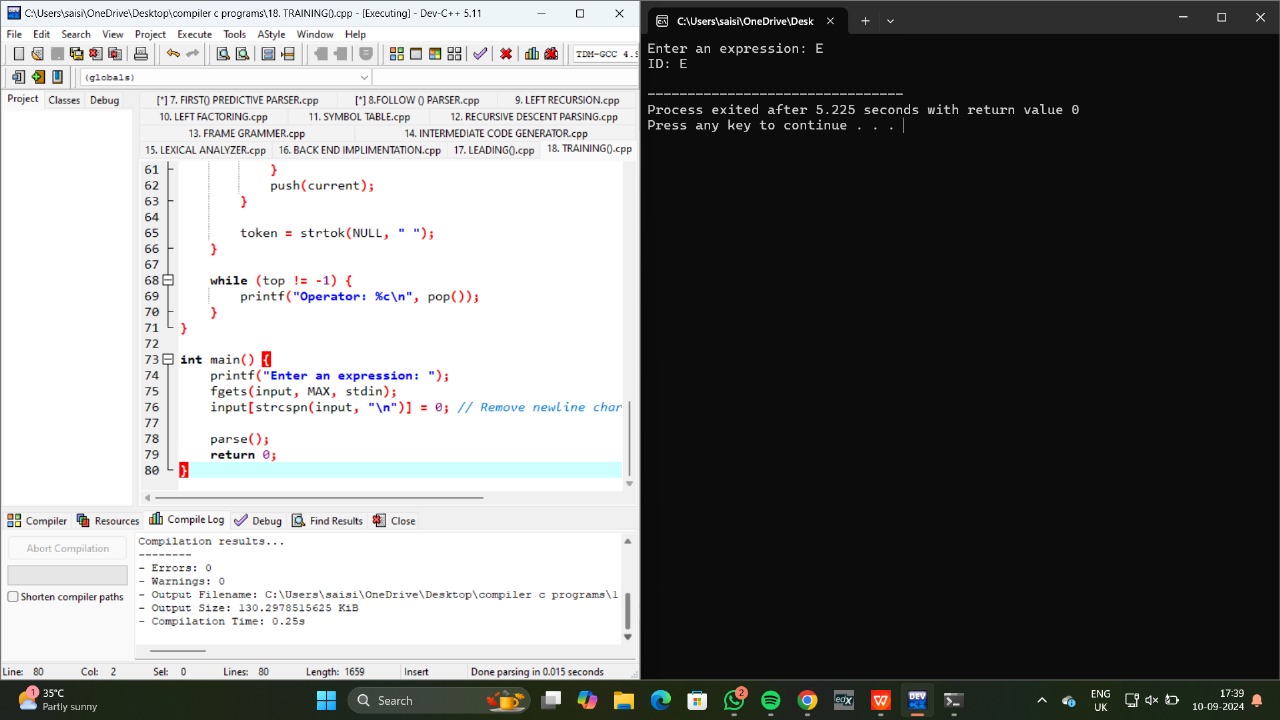 C:\Users\saisi\OneDrive\Desktop\compiler c programs\18. TRAINING().cpp - [Executing] - Dev-C++ 5.11
File Edit Search View Project Execute Tools AStyle Window Help
TDM-GCC 4.9
(globals)
Project Classes Debug
[*] 7. FIRST() PREDICTIVE PARSER.cpp [*] 8.FOLLOW () PARSER.cpp 9. LEFT RECURSION.cpp
10. LEFT FACTORING.cpp 11. SYMBOL TABLE.cpp 12. RECURSIVE DESCENT PARSING.cpp
13. FRAME GRAMMER.cpp 14. INTERMEDIATE CODE GENERATOR.cpp
15. LEXICAL ANALYZER.cpp 16. BACK END IMPLIMENTATION.cpp 17. LEADING().cpp 18. TRAINING().cpp
61 }
62 push(current);
63 }
64
65 token = strtok(NULL, " ");
66 }
67
68 while (top != -1) {
69 printf("Operator: %c\n", pop());
70 }
71 }
72
73 int main() {
74 printf("Enter an expression: ");
75 fgets(input, MAX, stdin);
76 input[strcspn(input, "\n")] = 0; // Remove newline char
77
78 parse();
79 return 0;
80 }
Compiler Resources Compile Log Debug Find Results Close
Abort Compilation
Shorten compiler paths
Compilation results...
--------
- Errors: 0
- Warnings: 0
- Output Filename: C:\Users\saisi\OneDrive\Desktop\compiler c programs\1
- Output Size: 130.2978515625 KiB
- Compilation Time: 0.25s
Line: 80 Col: 2 Sel: 0 Lines: 80 Length: 1659 Insert Done parsing in 0.015 seconds
C:\Users\saisi\OneDrive\Desk
Enter an expression: E
ID: E
--------------------------------
Process exited after 5.225 seconds with return value 0
Press any key to continue . . .
1
35°C
Partly sunny
Search
2
edX
W
DEV
C++
ENG
UK
17:39
10-09-2024